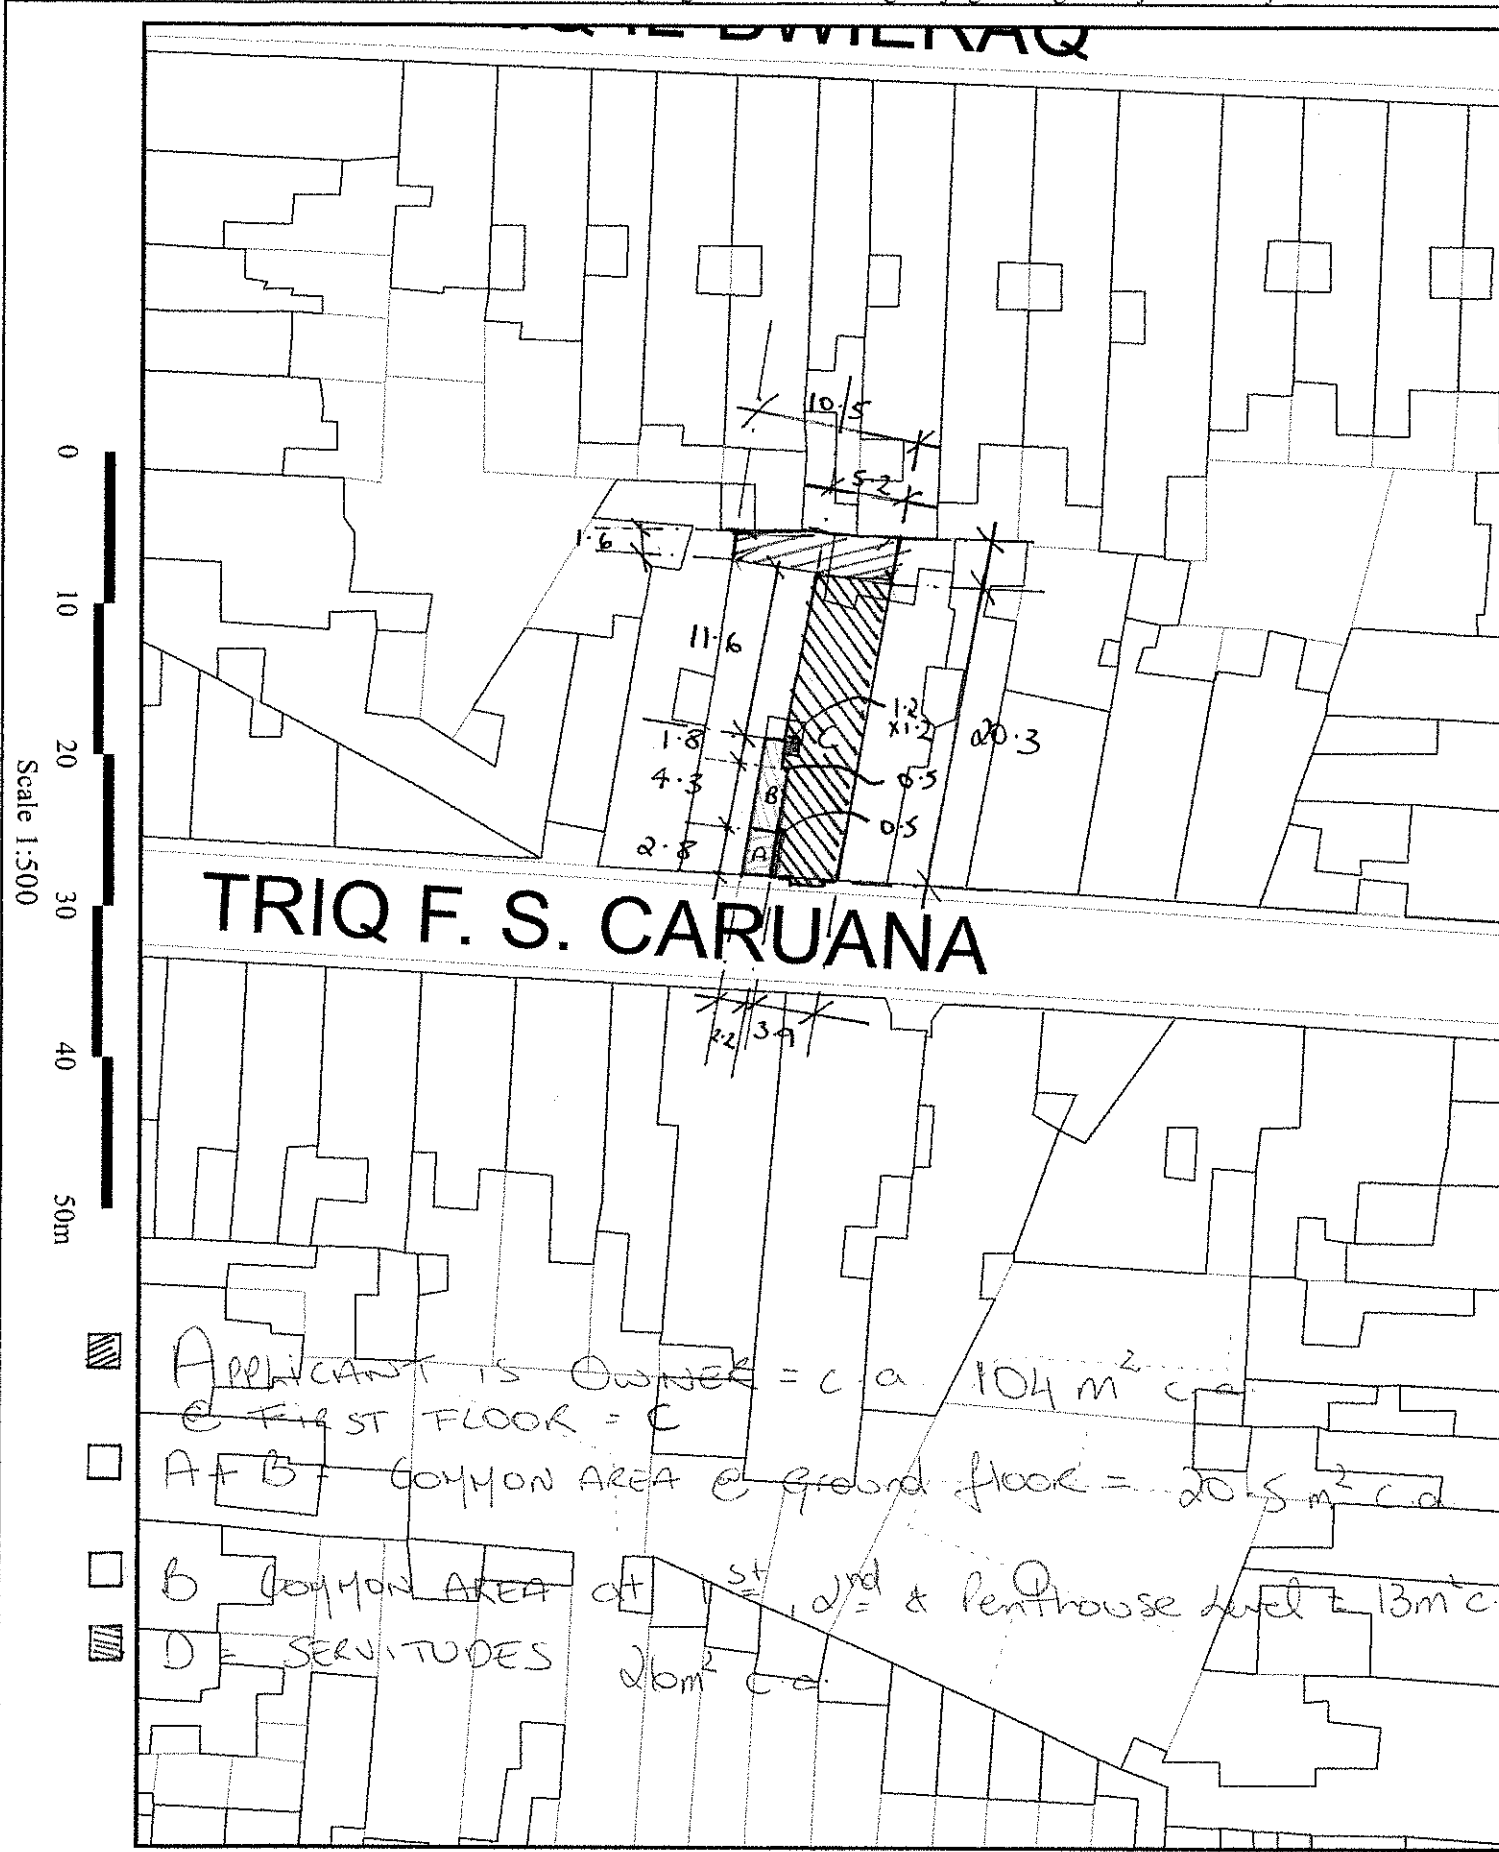 DWIERAQ
10.5
5.2
1.6
11.6
1.2
x1.2
1.8
C
20.3
4.3
B
0.5
0.5
2.8
A
TRIQ F. S. CARUANA
2.2 3.9
0
10
20
30
40
50m
Scale 1:500
APPLICANT IS OWNER = c.a 104 m² c.a.
@ FIRST FLOOR = C
A + B = COMMON AREA @ Ground floor = 20.5 m² c.a
B COMMON AREA at 1st, 2nd & Penthouse Level = 13m² c.
D = SERVITUDES 26m² c.a.